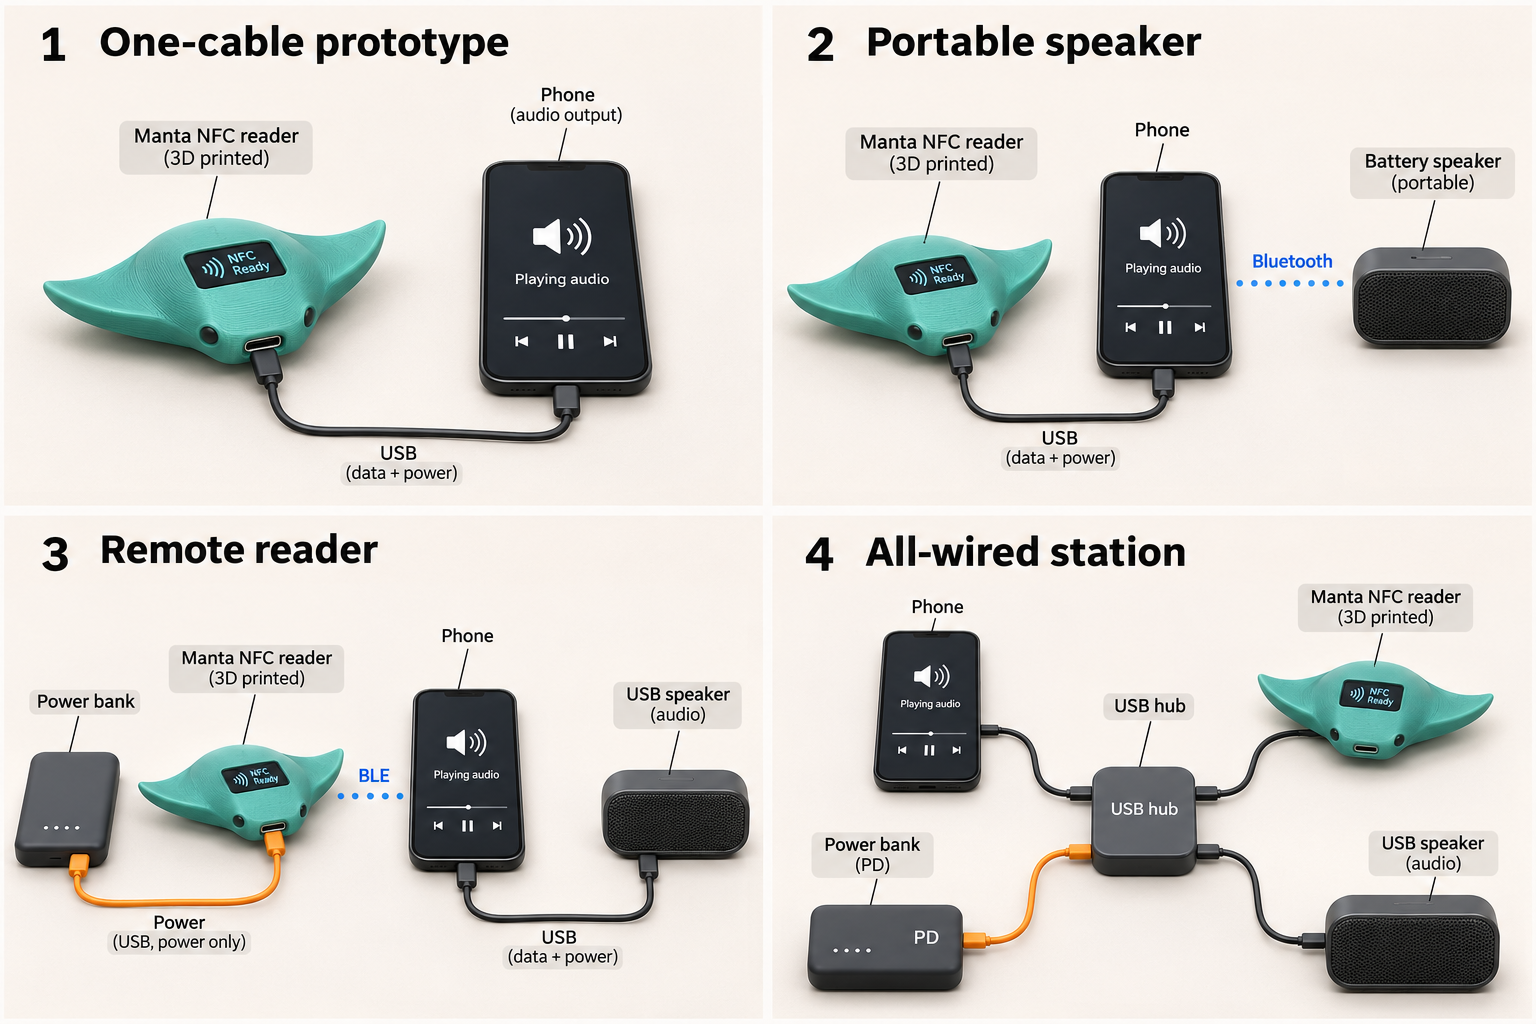 1 One-cable prototype
Phone
(audio output)
Manta NFC reader
(3D printed)
NFC
Ready
Playing audio
USB
(data + power)
2 Portable speaker
Phone
Manta NFC reader
(3D printed)
Battery speaker
(portable)
NFC
Ready
Playing audio
Bluetooth
USB
(data + power)
3 Remote reader
Phone
Manta NFC reader
(3D printed)
Power bank
USB speaker
(audio)
NFC
Ready
BLE
Playing audio
Power
(USB, power only)
USB
(data + power)
4 All-wired station
Phone
Manta NFC reader
(3D printed)
NFC
Ready
Playing audio
USB hub
USB hub
Power bank
(PD)
USB speaker
(audio)
PD